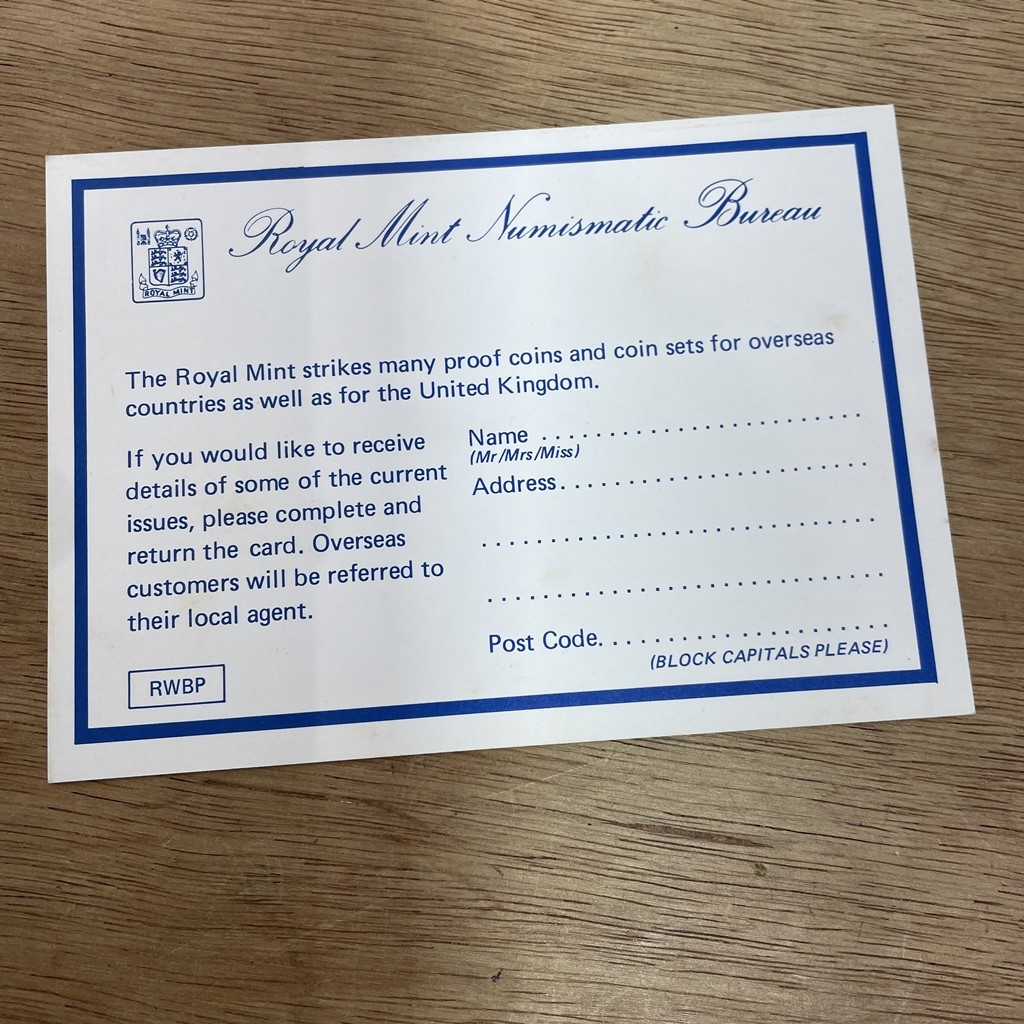 Royal Mint Numismatic Bureau
ROYAL MINT
The Royal Mint strikes many proof coins and coin sets for overseas
countries as well as for the United Kingdom.
If you would like to receive
details of some of the current
issues, please complete and
return the card. Overseas
customers will be referred to
their local agent.
RWBP
Name ........................
(Mr/Mrs/Miss)
Address.......................
..............................
..............................
Post Code.....................
(BLOCK CAPITALS PLEASE)